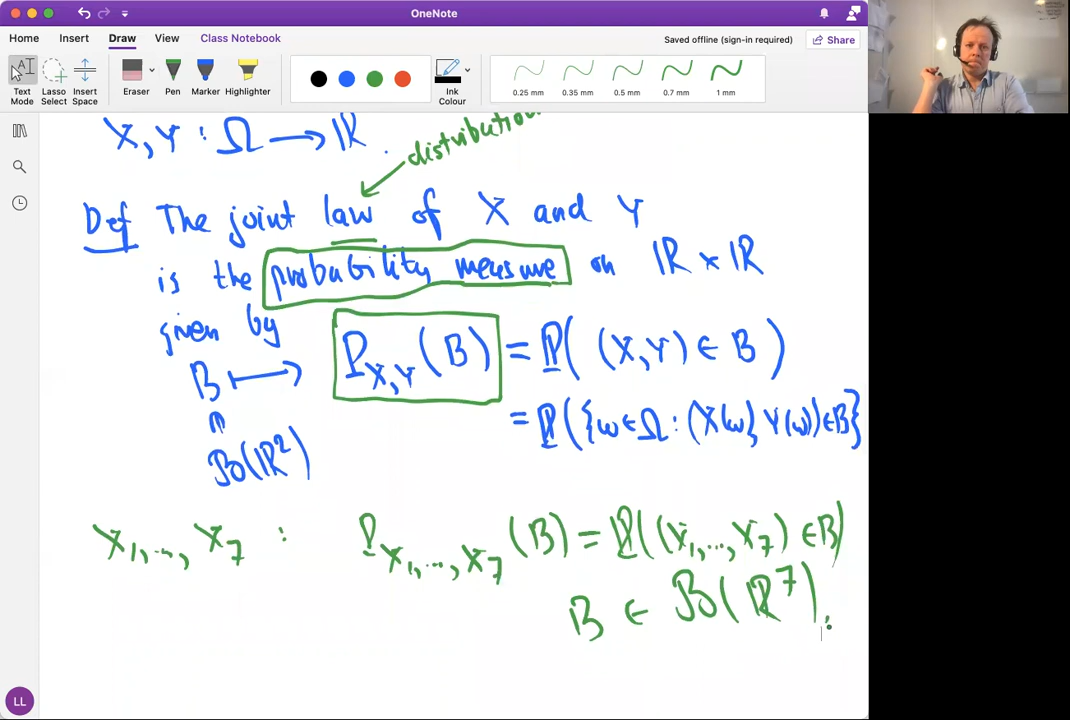 OneNote
Home Insert Draw View Class Notebook
Saved offline (sign-in required) Share
Text Mode
Lasso Select
Insert Space
Eraser Pen Marker Highlighter
Ink Colour
0.25 mm 0.35 mm 0.5 mm 0.7 mm 1 mm
X, Y : Ω → ℝ .
distribution
Def The joint law of X and Y
is the probability measure on ℝ × ℝ
given by
B ↦ ℙ_{X,Y}(B) = ℙ( (X,Y) ∈ B )
= ℙ({ω∈Ω : (X(ω), Y(ω))∈B}
∈
𝓑(ℝ²)
X₁,..., X₇ : ℙ_{X₁,...,X₇}(B) = ℙ((X₁,...,X₇) ∈B)
B ∈ 𝓑(ℝ⁷).
LL